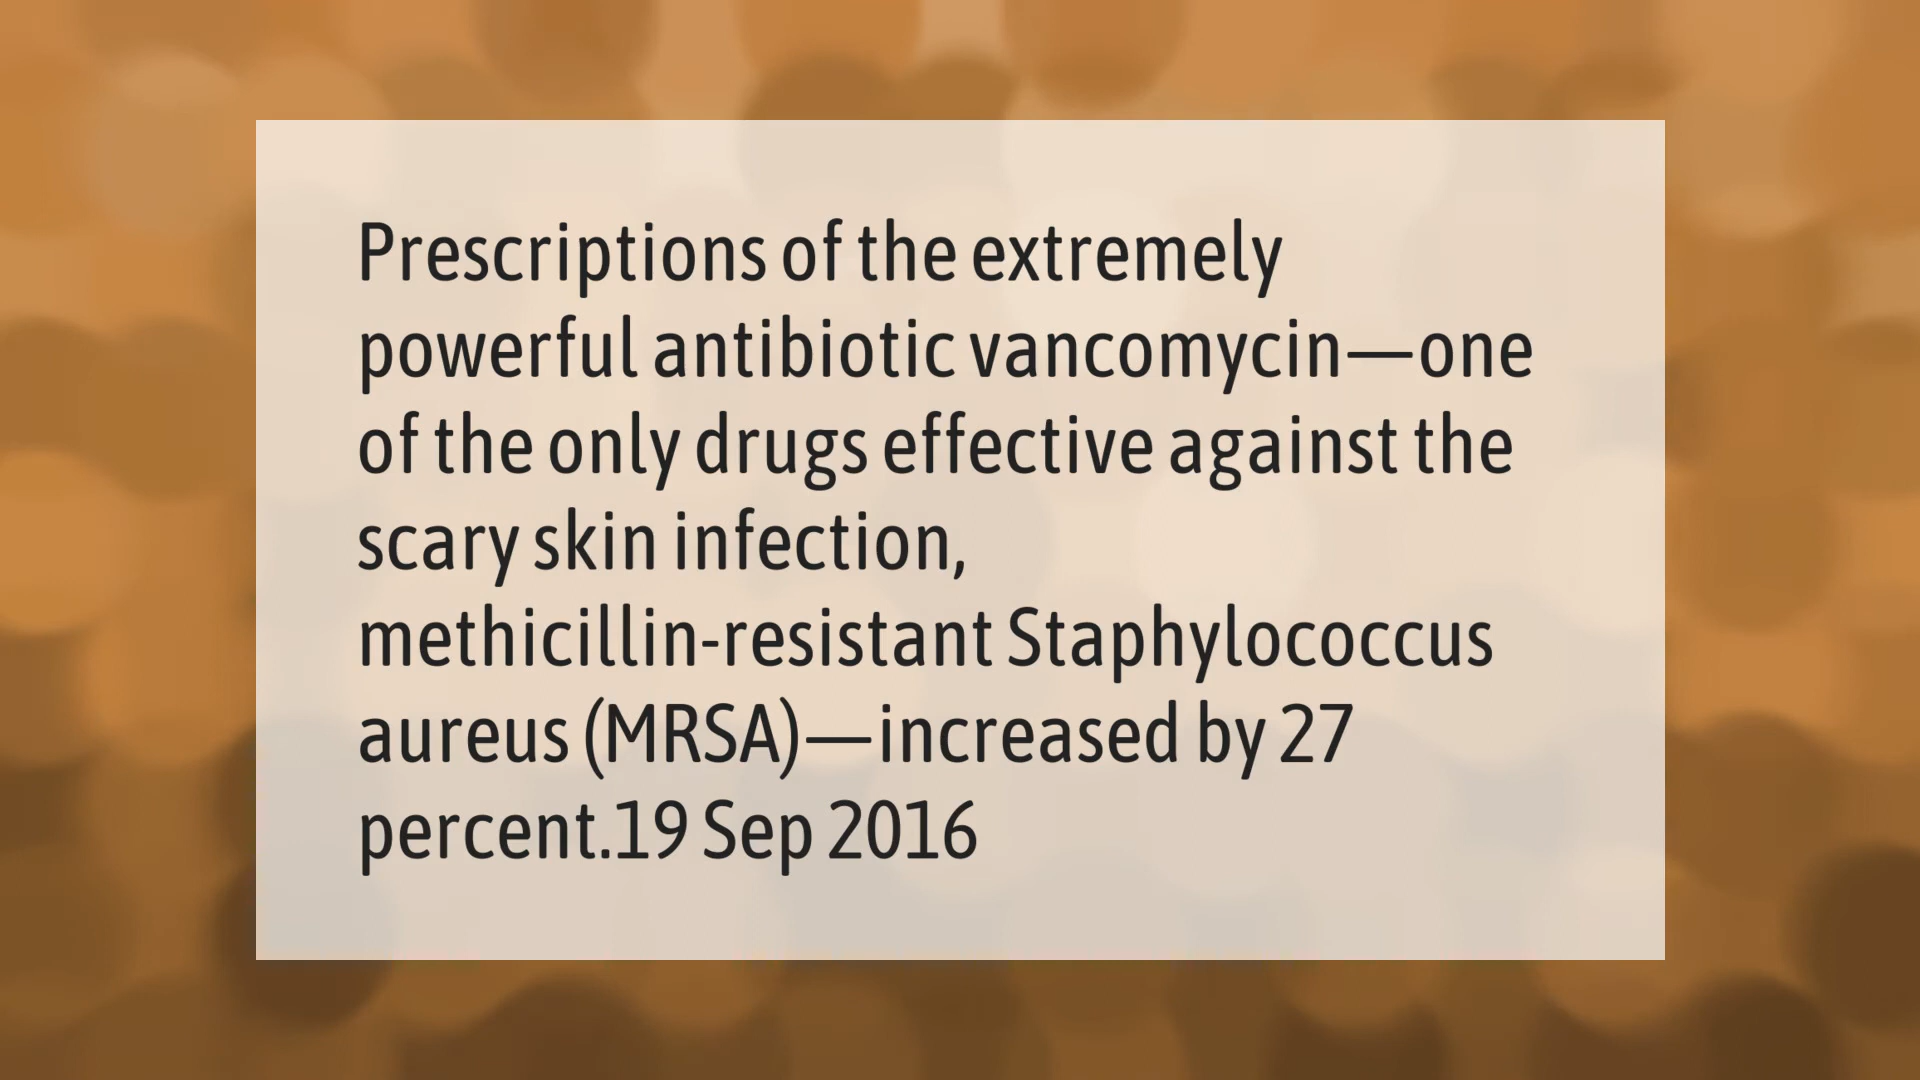 Prescriptions of the extremely
powerful antibiotic vancomycin—one
of the only drugs effective against the
scary skin infection,
methicillin-resistant Staphylococcus
aureus (MRSA)—increased by 27
percent.19 Sep 2016